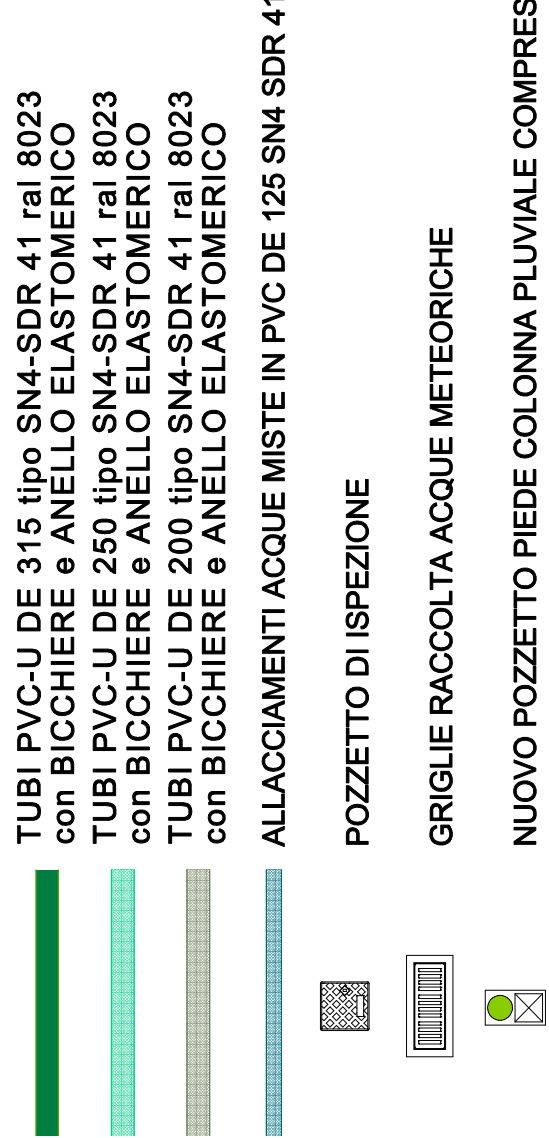 TUBI PVC-U DE 315 tipo SN4-SDR 41 ral 8023
con BICCHIERE e ANELLO ELASTOMERICO
TUBI PVC-U DE 250 tipo SN4-SDR 41 ral 8023
con BICCHIERE e ANELLO ELASTOMERICO
TUBI PVC-U DE 200 tipo SN4-SDR 41 ral 8023
con BICCHIERE e ANELLO ELASTOMERICO
ALLACCIAMENTI ACQUE MISTE IN PVC DE 125 SN4 SDR 41
POZZETTO DI ISPEZIONE
GRIGLIE RACCOLTA ACQUE METEORICHE
NUOVO POZZETTO PIEDE COLONNA PLUVIALE COMPRES